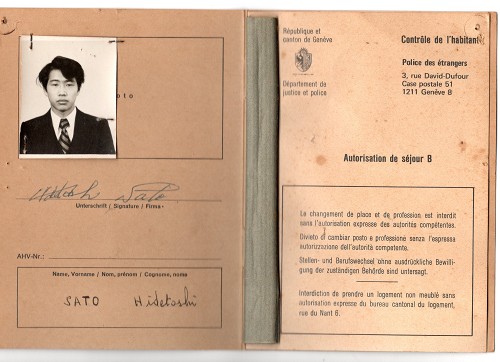 Hidetoshi Sato
Unterschrift / Signature / Firma
AHV-Nr.:
Name, Vorname / Nom, prénom / Cognome, nome
SATO Hidetoshi
République et
canton de Genève
Département de
justice et police
Contrôle de l'habitant
Police des étrangers
3, rue David-Dufour
Case postale 51
1211 Genève 8
Autorisation de séjour B
Le changement de place et de profession est interdit
sans l'autorisation expresse des autorités compétentes.
Divieto di cambiar posto e professione senza l'espressa
autorizzazione dell'autorità competente.
Stellen- und Berufswechsel ohne ausdrückliche Bewilli-
gung der zuständigen Behörde sind untersagt.
Interdiction de prendre un logement non meublé sans
autorisation expresse du bureau cantonal du logement,
rue du Nant 6.